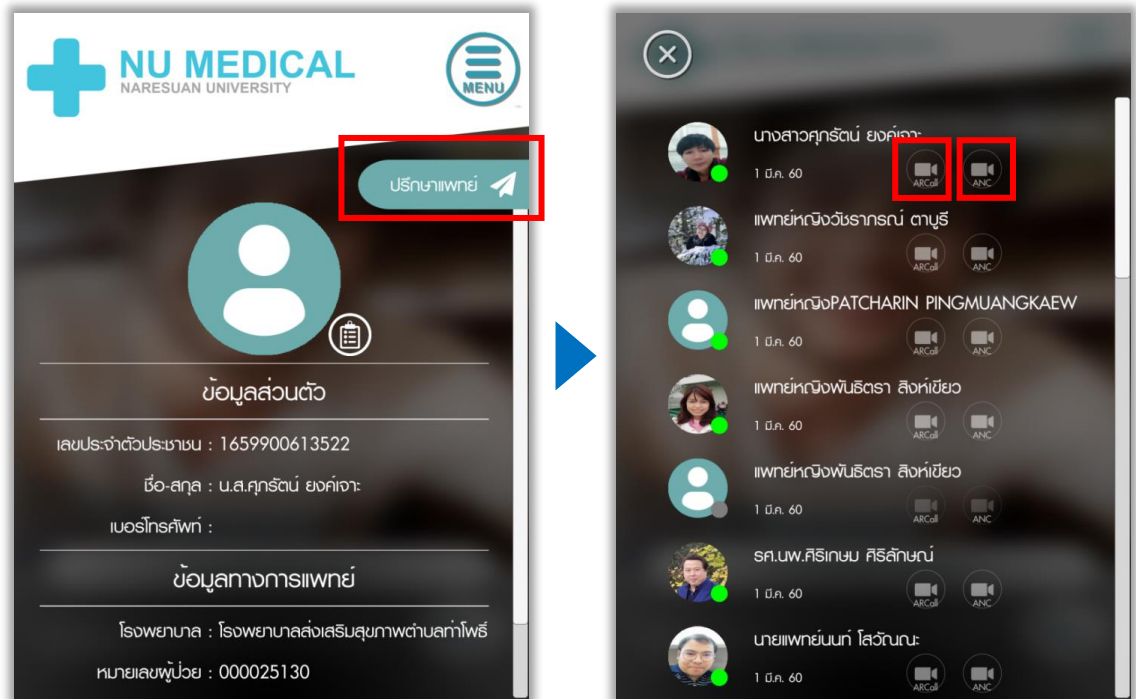 NU MEDICAL
NARESUAN UNIVERSITY
MENU
ปรึกษาแพทย์
ข้อมูลส่วนตัว
เลขประจำตัวประชาชน : 1659900613522
ชื่อ-สกุล : น.ส.ศุภรัตน์ ยงค์เจาะ
เบอร์โทรศัพท์ :
ข้อมูลทางการแพทย์
โรงพยาบาล : โรงพยาบาลส่งเสริมสุขภาพตำบลท่าโพธิ์
หมายเลขผู้ป่วย : 000025130
นางสาวศุภรัตน์ ยงค์เจาะ
1 มี.ค. 60
ARCall ANC
แพทย์หญิงวัชราภรณ์ ตาบูรี
1 มี.ค. 60
ARCall ANC
แพทย์หญิงPATCHARIN PINGMUANGKAEW
1 มี.ค. 60
ARCall ANC
แพทย์หญิงพันธิตรา สิงห์เขียว
1 มี.ค. 60
ARCall ANC
แพทย์หญิงพันธิตรา สิงห์เขียว
1 มี.ค. 60
ARCall ANC
รศ.นพ.ศิริเกษม ศิริลักษณ์
1 มี.ค. 60
ARCall ANC
นายแพทย์นนท์ โสวัณณะ
1 มี.ค. 60
ARCall ANC